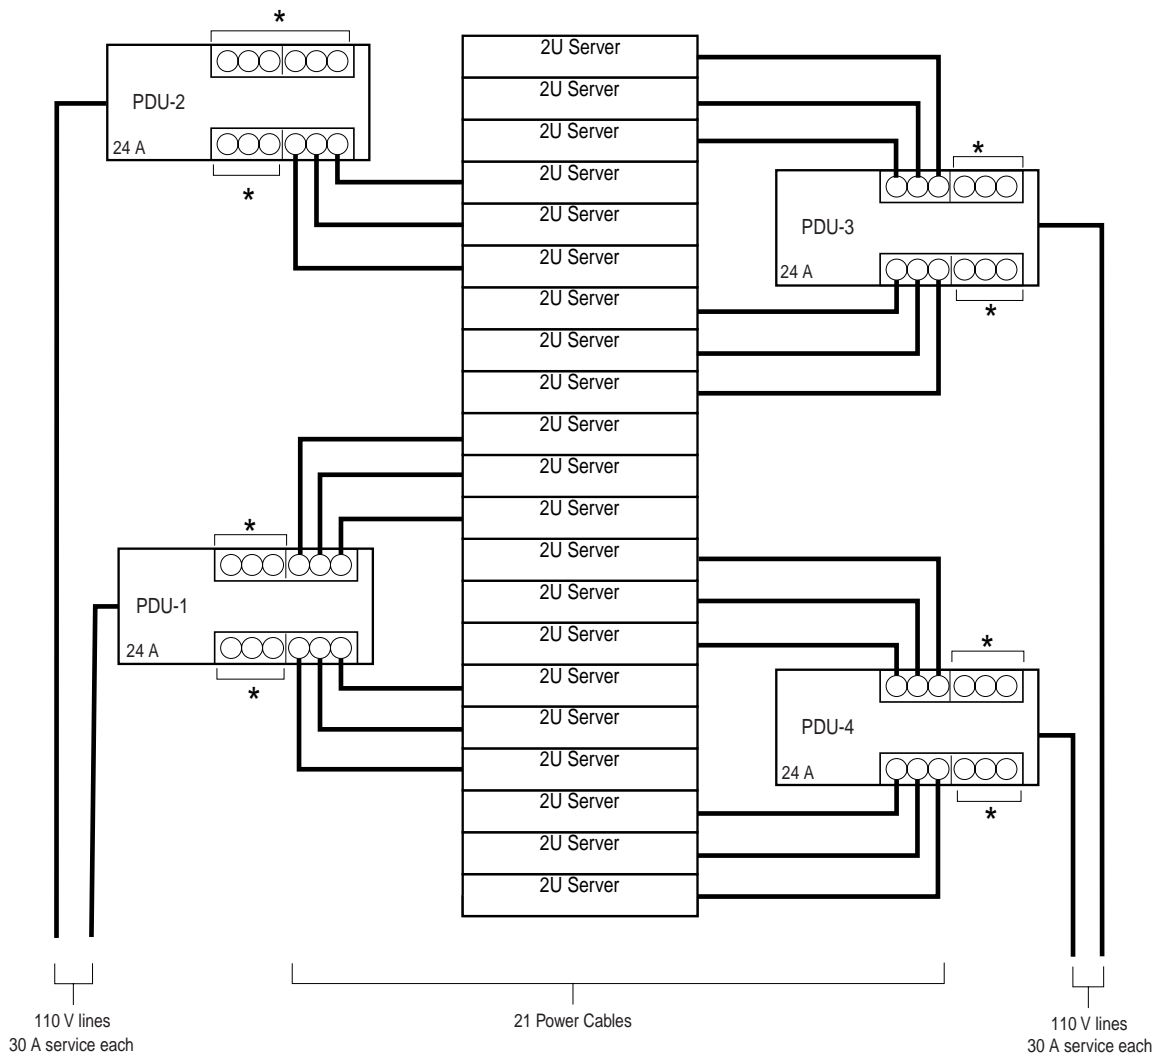 *
2U Server
2U Server
PDU-2
2U Server
24 A
*
2U Server
*
2U Server
PDU-3
2U Server
24 A
2U Server
*
2U Server
2U Server
2U Server
2U Server
2U Server
*
2U Server
2U Server
PDU-1
2U Server
*
24 A
2U Server
*
2U Server
PDU-4
2U Server
24 A
2U Server
*
2U Server
2U Server
110 V lines
30 A service each
21 Power Cables
110 V lines
30 A service each